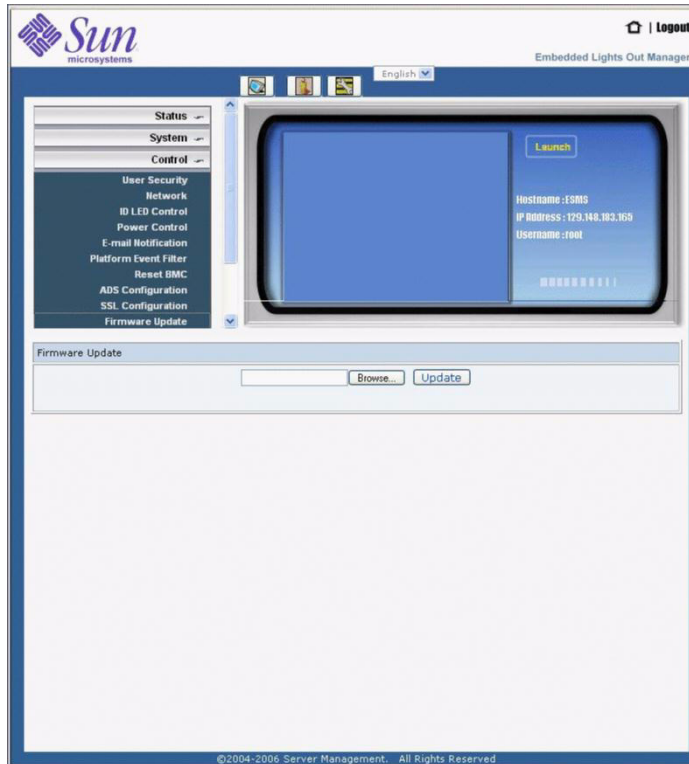 Sun
microsystems
| Logout
Embedded Lights Out Manager
English
Status
System
Control
User Security
Network
ID LED Control
Power Control
E-mail Notification
Platform Event Filter
Reset BMC
ADS Configuration
SSL Configuration
Firmware Update
Launch
Hostname :ESMS
IP Address : 129.148.183.165
Username :root
Firmware Update
Browse... Update
©2004-2006 Server Management. All Rights Reserved